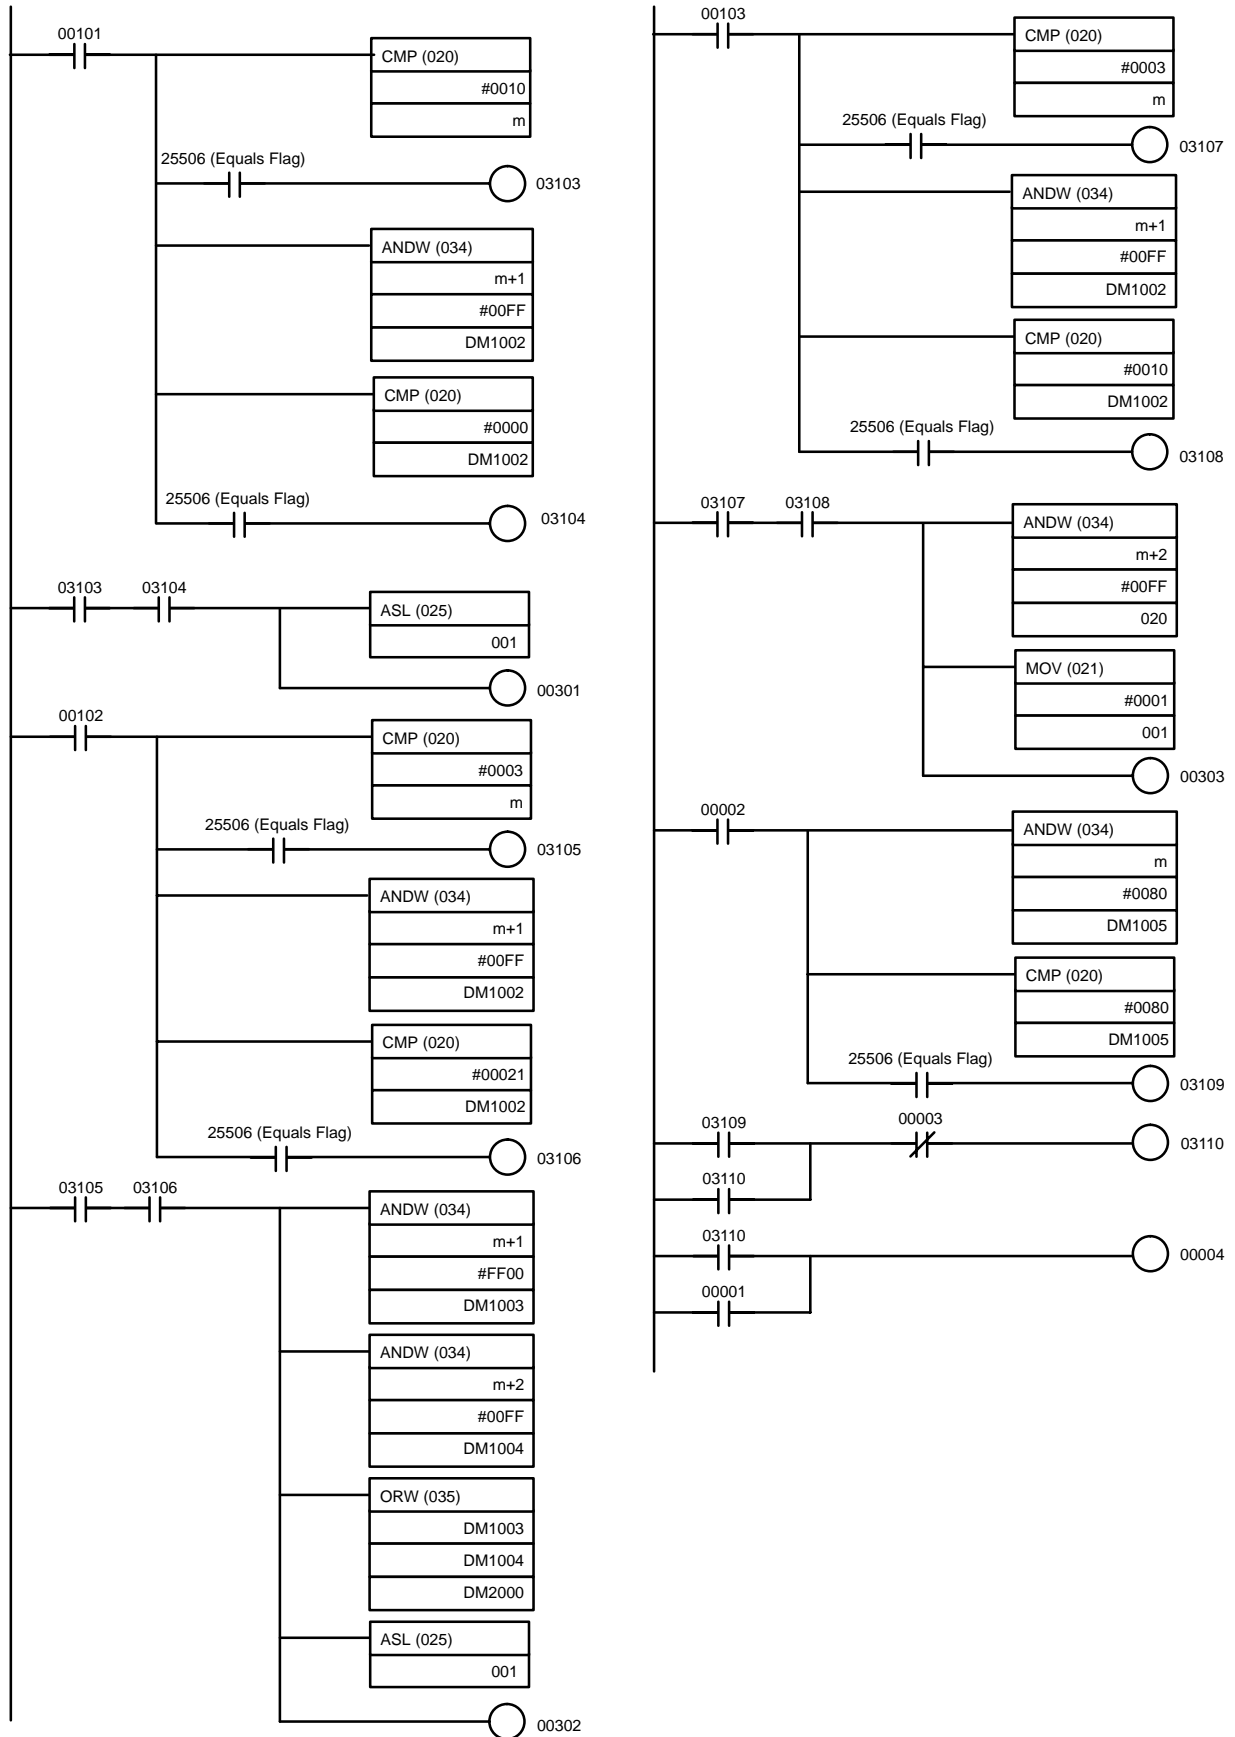 00101
CMP (020)
#0010
m
25506 (Equals Flag)
03103
ANDW (034)
m+1
#00FF
DM1002
CMP (020)
#0000
DM1002
25506 (Equals Flag)
03104
03103 03104
ASL (025)
001
00301
00102
CMP (020)
#0003
m
25506 (Equals Flag)
03105
ANDW (034)
m+1
#00FF
DM1002
CMP (020)
#00021
DM1002
25506 (Equals Flag)
03106
03105 03106
ANDW (034)
m+1
#FF00
DM1003
ANDW (034)
m+2
#00FF
DM1004
ORW (035)
DM1003
DM1004
DM2000
ASL (025)
001
00302
00103
CMP (020)
#0003
m
25506 (Equals Flag)
03107
ANDW (034)
m+1
#00FF
DM1002
CMP (020)
#0010
DM1002
25506 (Equals Flag)
03108
03107 03108
ANDW (034)
m+2
#00FF
020
MOV (021)
#0001
001
00303
00002
ANDW (034)
m
#0080
DM1005
CMP (020)
#0080
DM1005
25506 (Equals Flag)
03109
03109 00003
03110
03110
03110
00004
00001